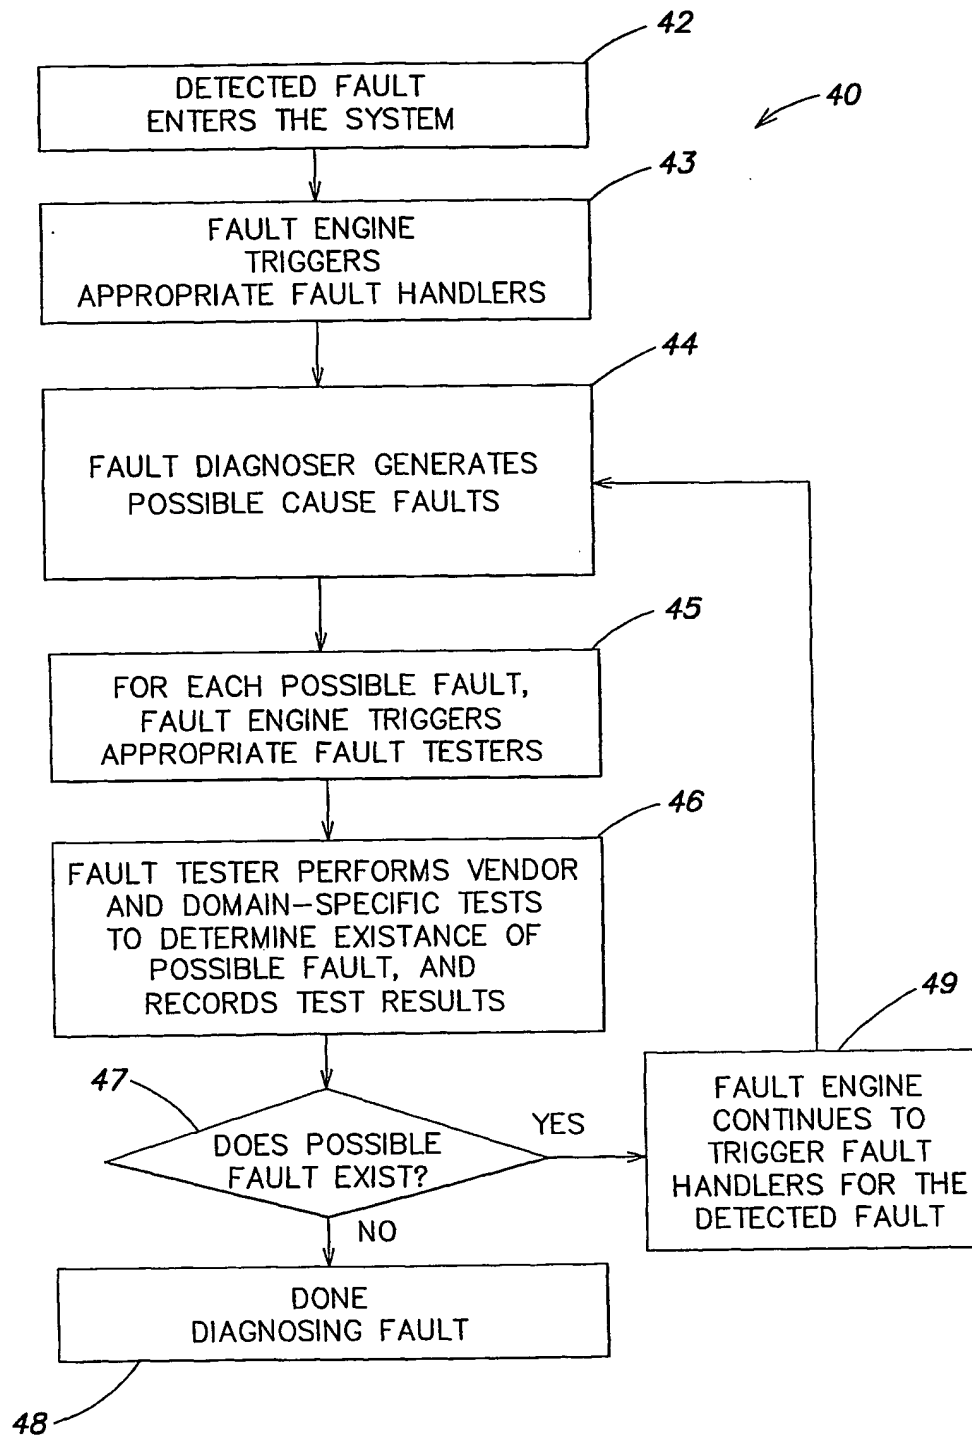 42
DETECTED FAULT
ENTERS THE SYSTEM
40
43
FAULT ENGINE
TRIGGERS
APPROPRIATE FAULT HANDLERS
44
FAULT DIAGNOSER GENERATES
POSSIBLE CAUSE FAULTS
45
FOR EACH POSSIBLE FAULT,
FAULT ENGINE TRIGGERS
APPROPRIATE FAULT TESTERS
46
FAULT TESTER PERFORMS VENDOR
AND DOMAIN-SPECIFIC TESTS
TO DETERMINE EXISTANCE OF
POSSIBLE FAULT, AND
RECORDS TEST RESULTS
47
DOES POSSIBLE
FAULT EXIST?
YES
NO
49
FAULT ENGINE
CONTINUES TO
TRIGGER FAULT
HANDLERS FOR THE
DETECTED FAULT
DONE
DIAGNOSING FAULT
48